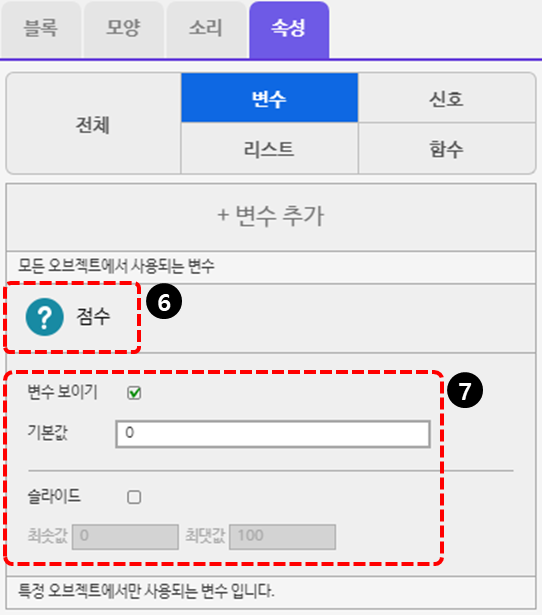 블록 모양 소리 속성
전체 변수 신호
리스트 함수
+ 변수 추가
모든 오브젝트에서 사용되는 변수
? 점수 6
7
변수 보이기
기본값 0
슬라이드
최솟값 0 최댓값 100
특정 오브젝트에서만 사용되는 변수 입니다.